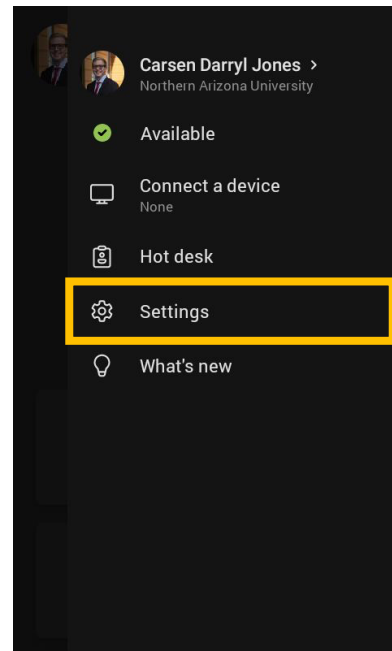 Carsen Darryl Jones >
Northern Arizona University
Available
Connect a device
None
Hot desk
Settings
What's new